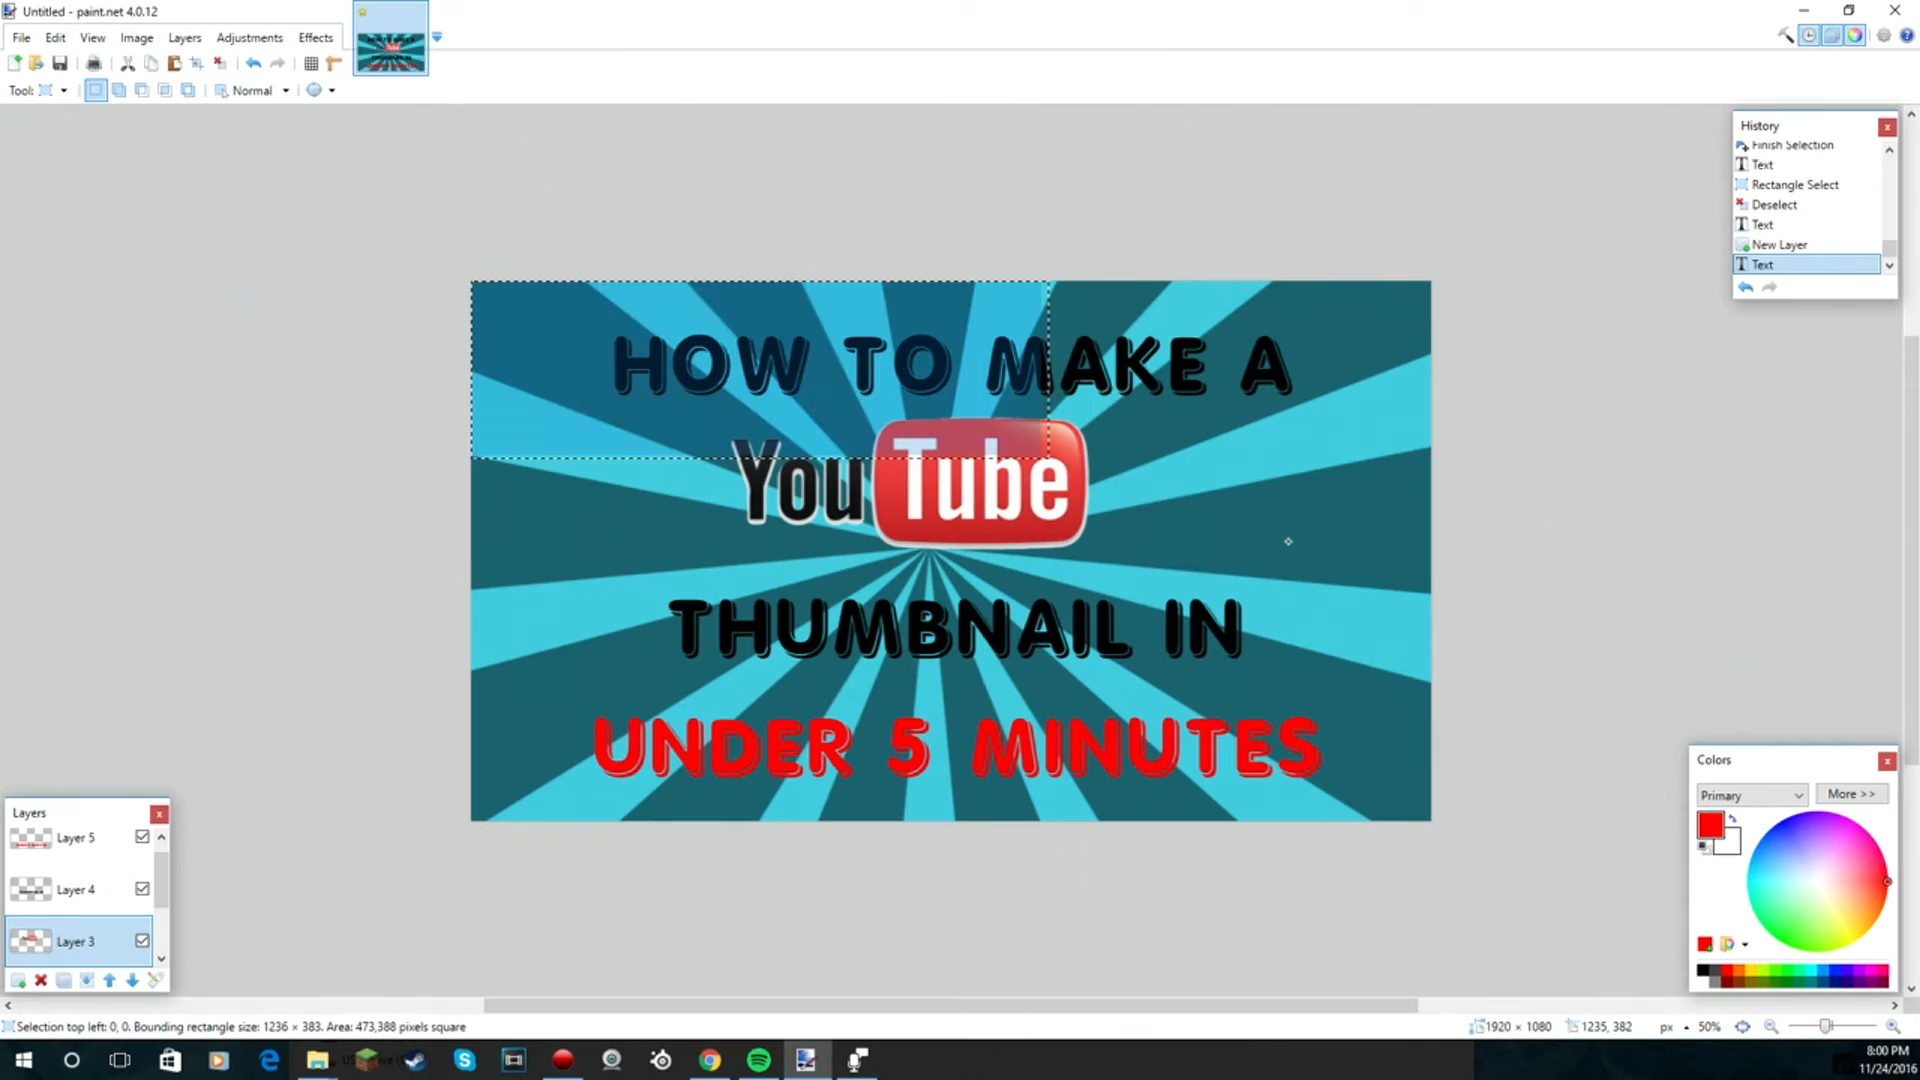 Untitled - paint.net 4.0.12
File Edit View Image Layers Adjustments Effects
Tool: Normal
History
Finish Selection
Text
Rectangle Select
Deselect
Text
New Layer
Text
HOW TO MAKE A
YouTube
THUMBNAIL IN
UNDER 5 MINUTES
Colors
Primary More >>
Layers
Layer 5
Layer 4
Layer 3
Selection top left: 0, 0. Bounding rectangle size: 1236 × 383. Area: 473,388 pixels square
1920 × 1080 1235, 382 px 50%
8:00 PM
11/24/2016